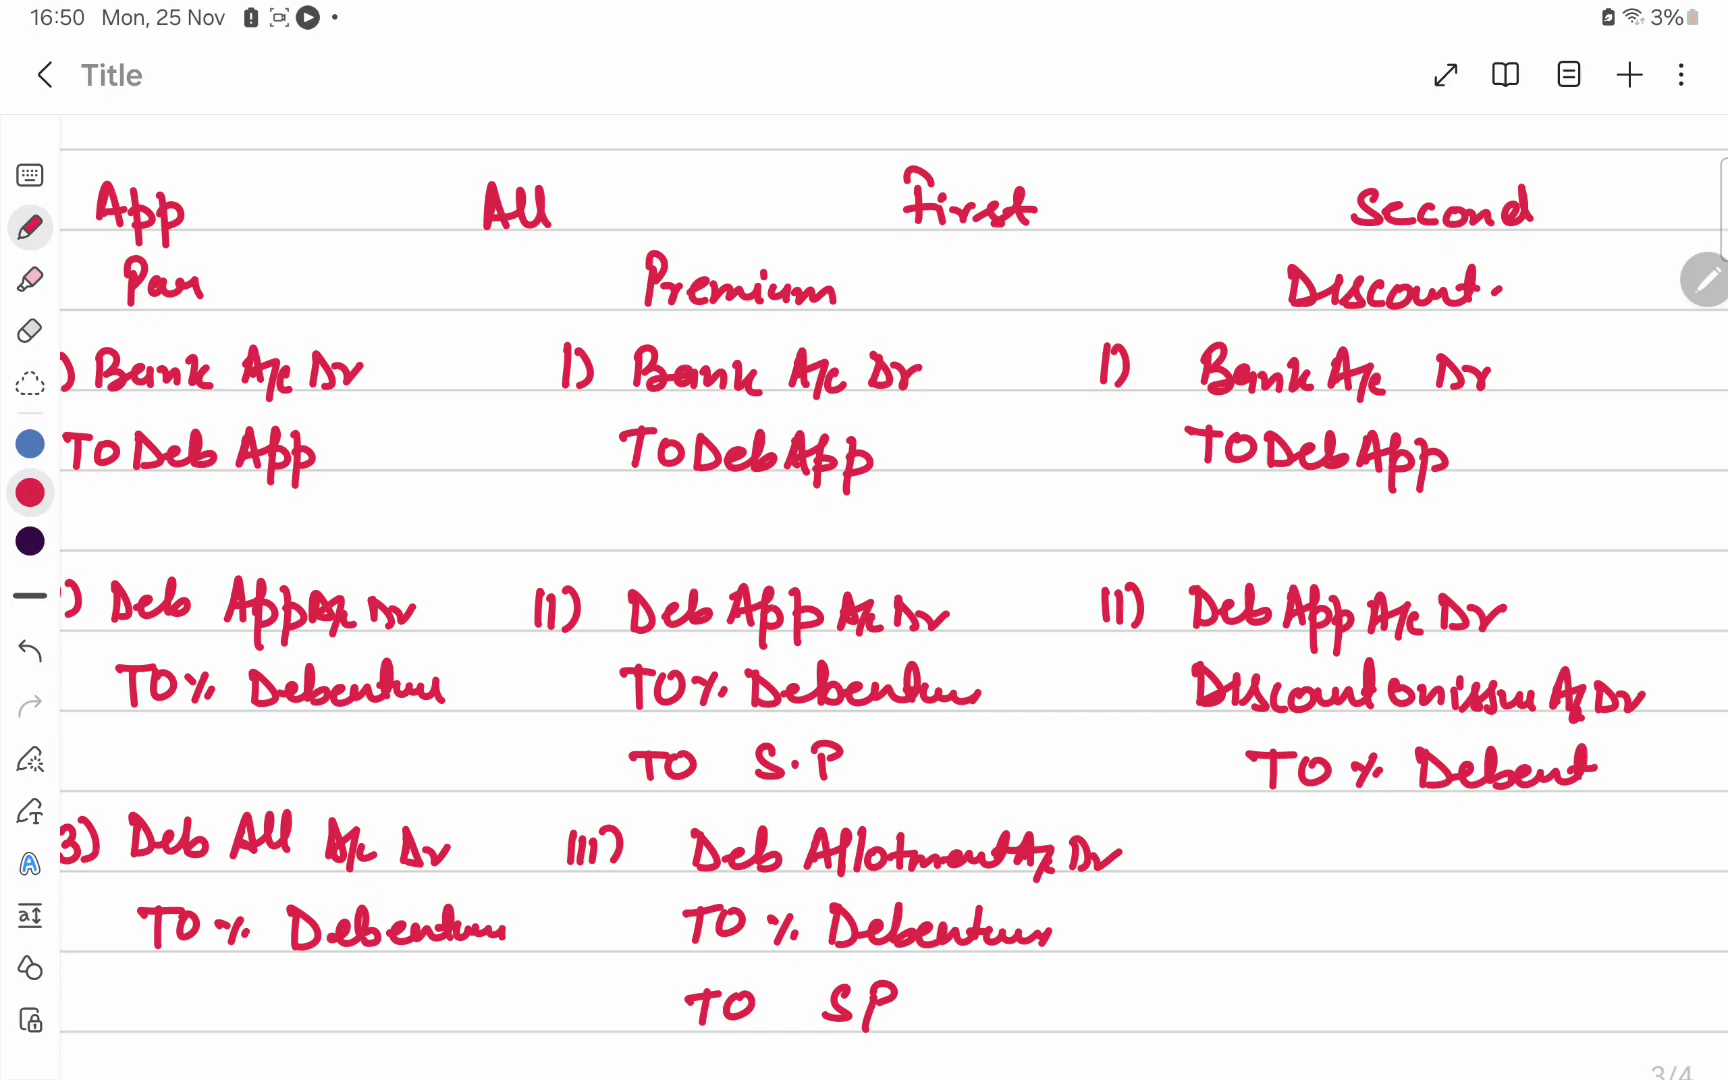 16:50 Mon, 25 Nov
3%
Title
App All First Second
Par Premium Discount.
) Bank A/c Dr 1) Bank A/c Dr 1) Bank A/c Dr
TO Deb App TO Deb App TO Deb App
) Deb App A/c Dr 11) Deb App A/c Dr 11) Deb App A/c Dr
TO % Debenture TO % Debenture Discount on issue A/c Dr
TO S.P TO % Debent
3) Deb All A/c Dr 111) Deb Allotment A/c Dr
TO % Debenture TO % Debentures
TO SP
3/4